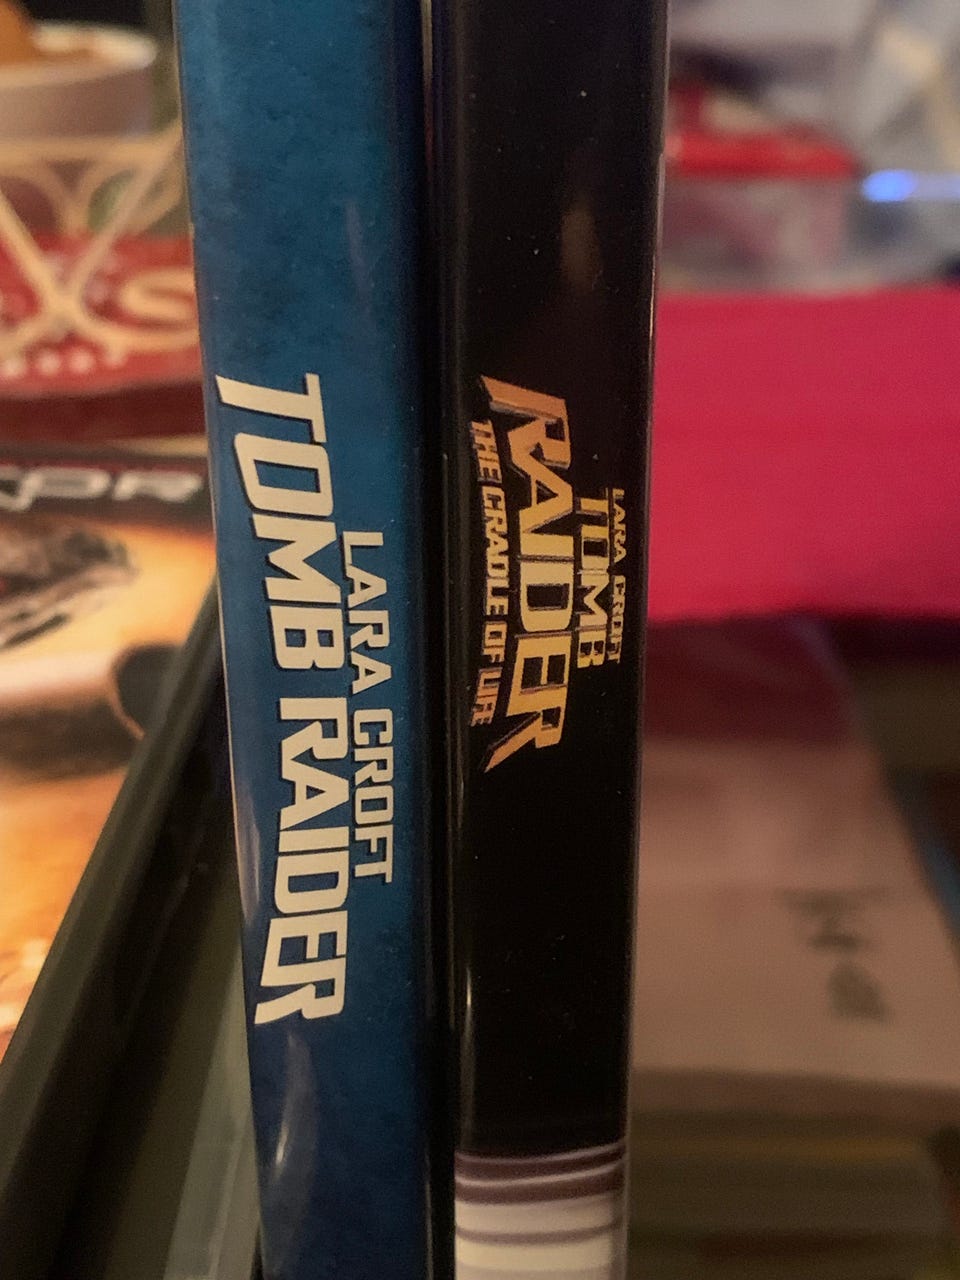 LARA CROFT
TOMB RAIDER
LARA CROFT
TOMB
RAIDER
THE CRADLE OF LIFE